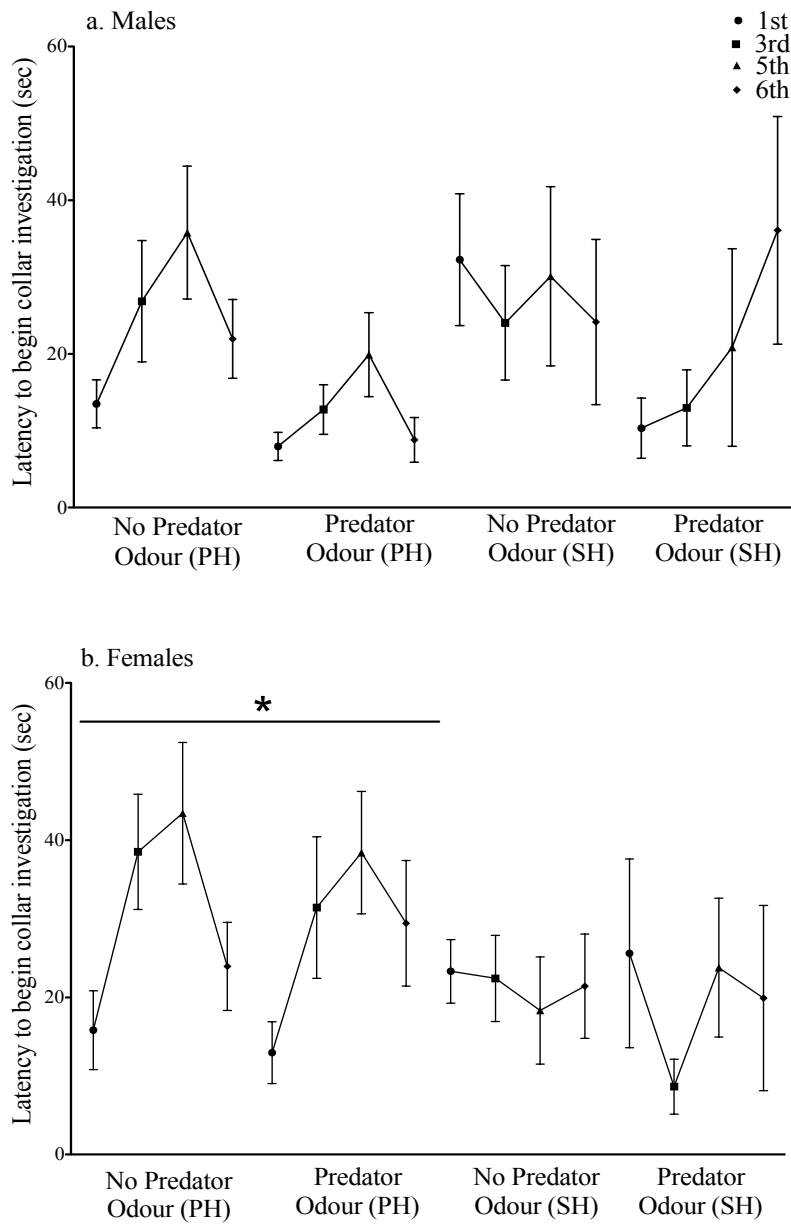 a. Males
1st
3rd
5th
6th
Latency to begin collar investigation (sec)
60
40
20
0
No Predator
Odour (PH)
Predator
Odour (PH)
No Predator
Odour (SH)
Predator
Odour (SH)
b. Females
*
Latency to begin collar investigation (sec)
60
40
20
0
No Predator
Odour (PH)
Predator
Odour (PH)
No Predator
Odour (SH)
Predator
Odour (SH)